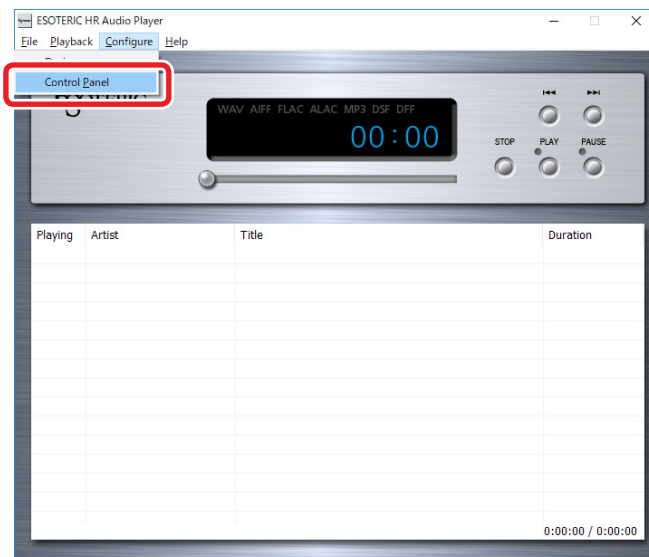 ESOTERIC HR Audio Player
File Playback Configure Help
Control Panel
WAV AIFF FLAC ALAC MP3 DSF DFF
00:00
STOP PLAY PAUSE
Playing Artist Title Duration
0:00:00 / 0:00:00